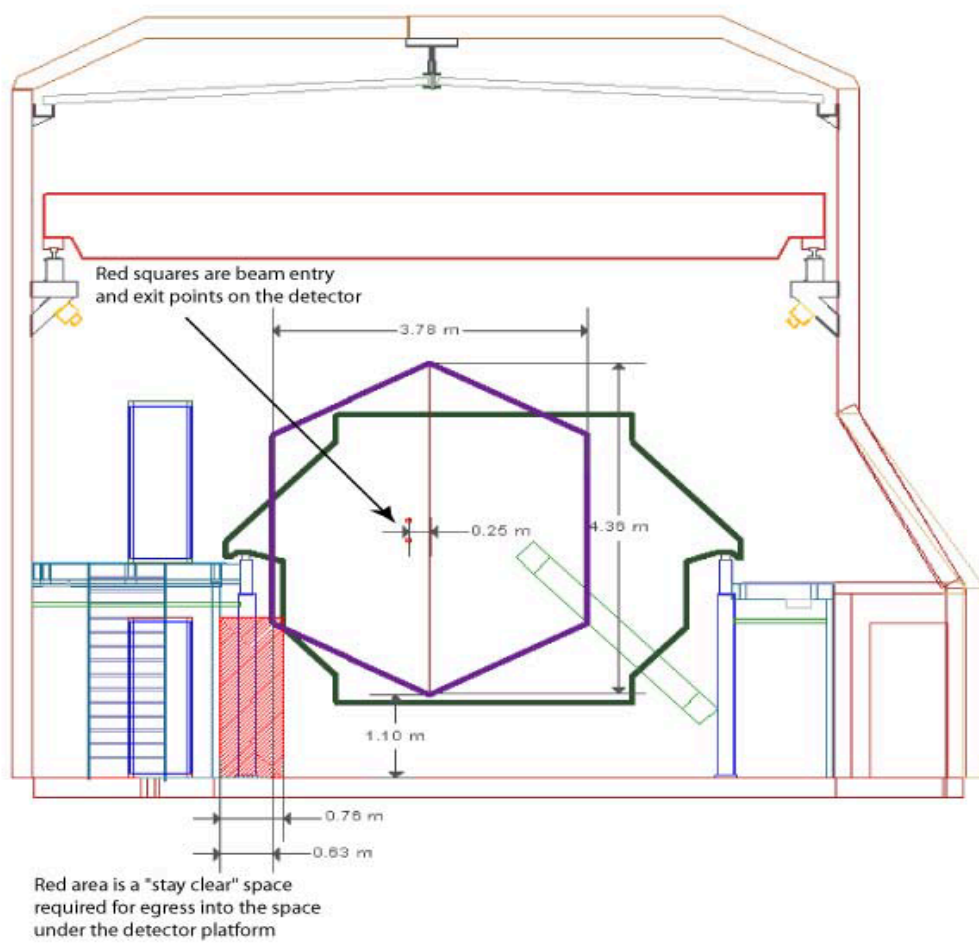 Red squares are beam entry
and exit points on the detector
3.78 m
0.25 m
4.36 m
1.10 m
0.76 m
0.63 m
Red area is a "stay clear" space
required for egress into the space
under the detector platform